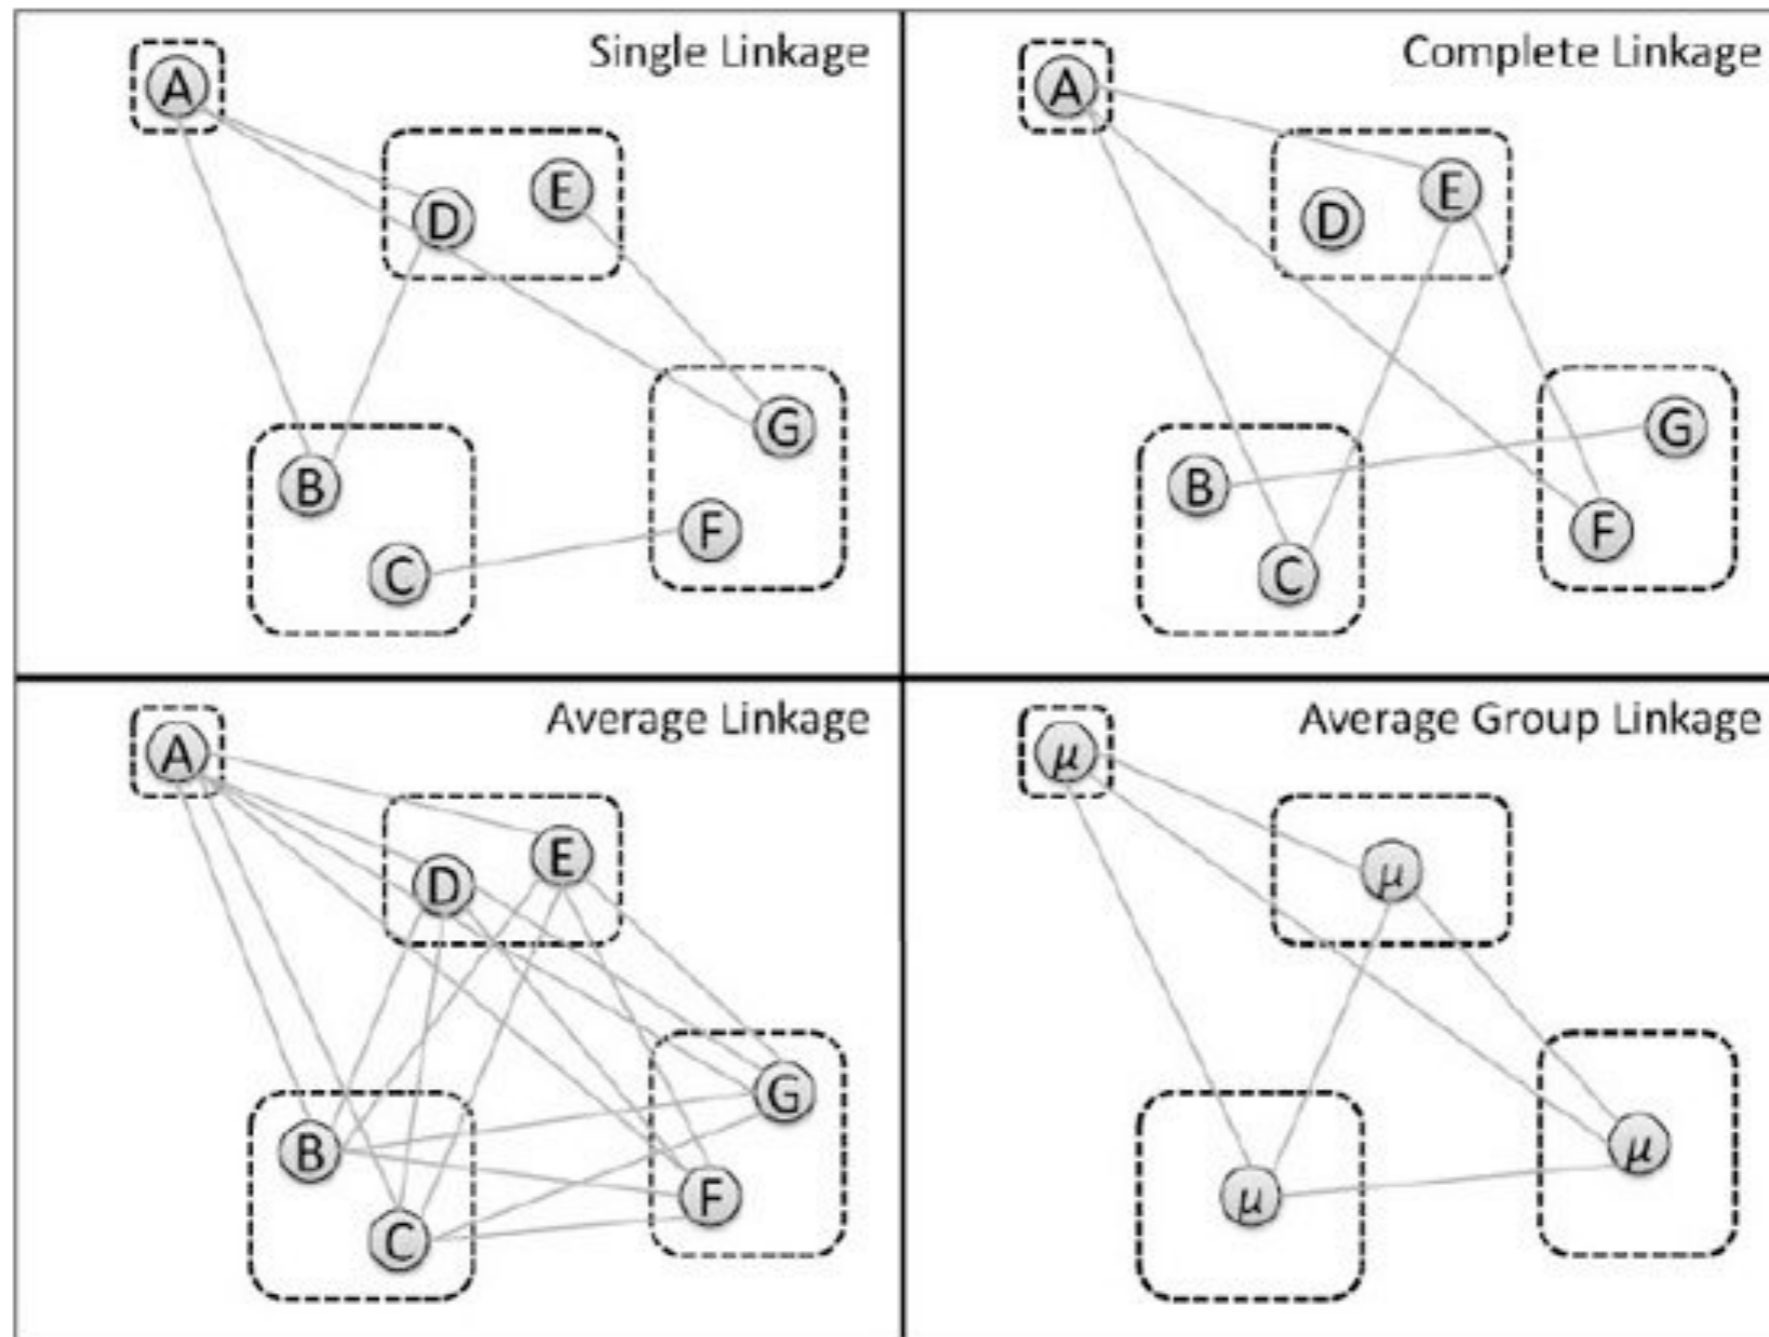 Single Linkage
A
E
D
G
B
F
C
Complete Linkage
A
E
D
G
B
F
C
Average Linkage
A
E
D
G
B
F
C
Average Group Linkage
μ
μ
μ
μ